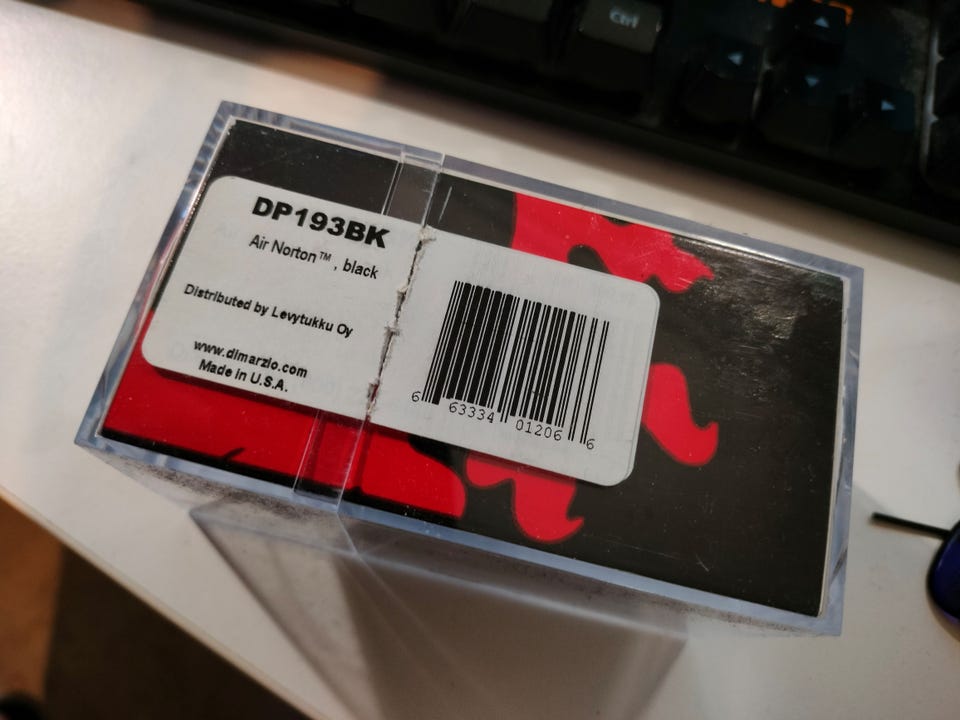 Ctrl
DP193BK
Air Norton™ , black
Distributed by Levytukku Oy
www.dimarzio.com
Made in U.S.A.
6 63334 01206 6